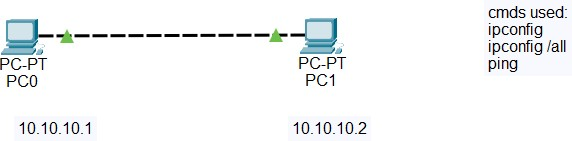 PC-PT
PC0
10.10.10.1
PC-PT
PC1
10.10.10.2
cmds used:
ipconfig
ipconfig /all
ping